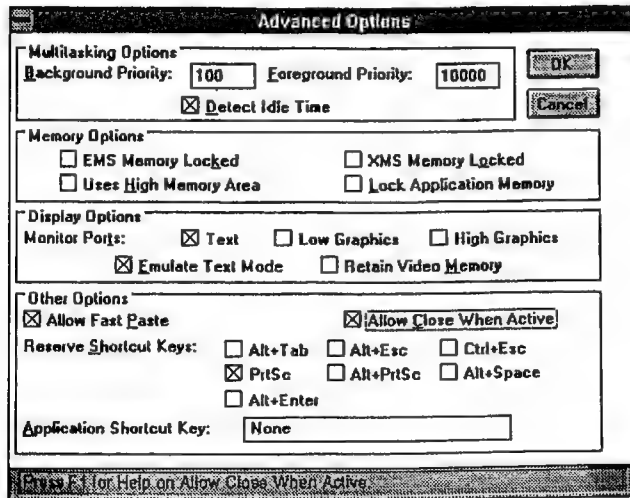 Advanced Options
Multitasking Options
Background Priority: 100 Foreground Priority: 10000
OK
Detect Idle Time
Cancel
Memory Options
EMS Memory Locked XMS Memory Locked
Uses High Memory Area Lock Application Memory
Display Options
Monitor Ports: Text Low Graphics High Graphics
Emulate Text Mode Retain Video Memory
Other Options
Allow Fast Paste Allow Close When Active
Reserve Shortcut Keys: Alt+Tab Alt+Esc Ctrl+Esc
PrtSc Alt+PrtSc Alt+Space
Alt+Enter
Application Shortcut Key: None
Press F1 for Help on Allow Close When Active.